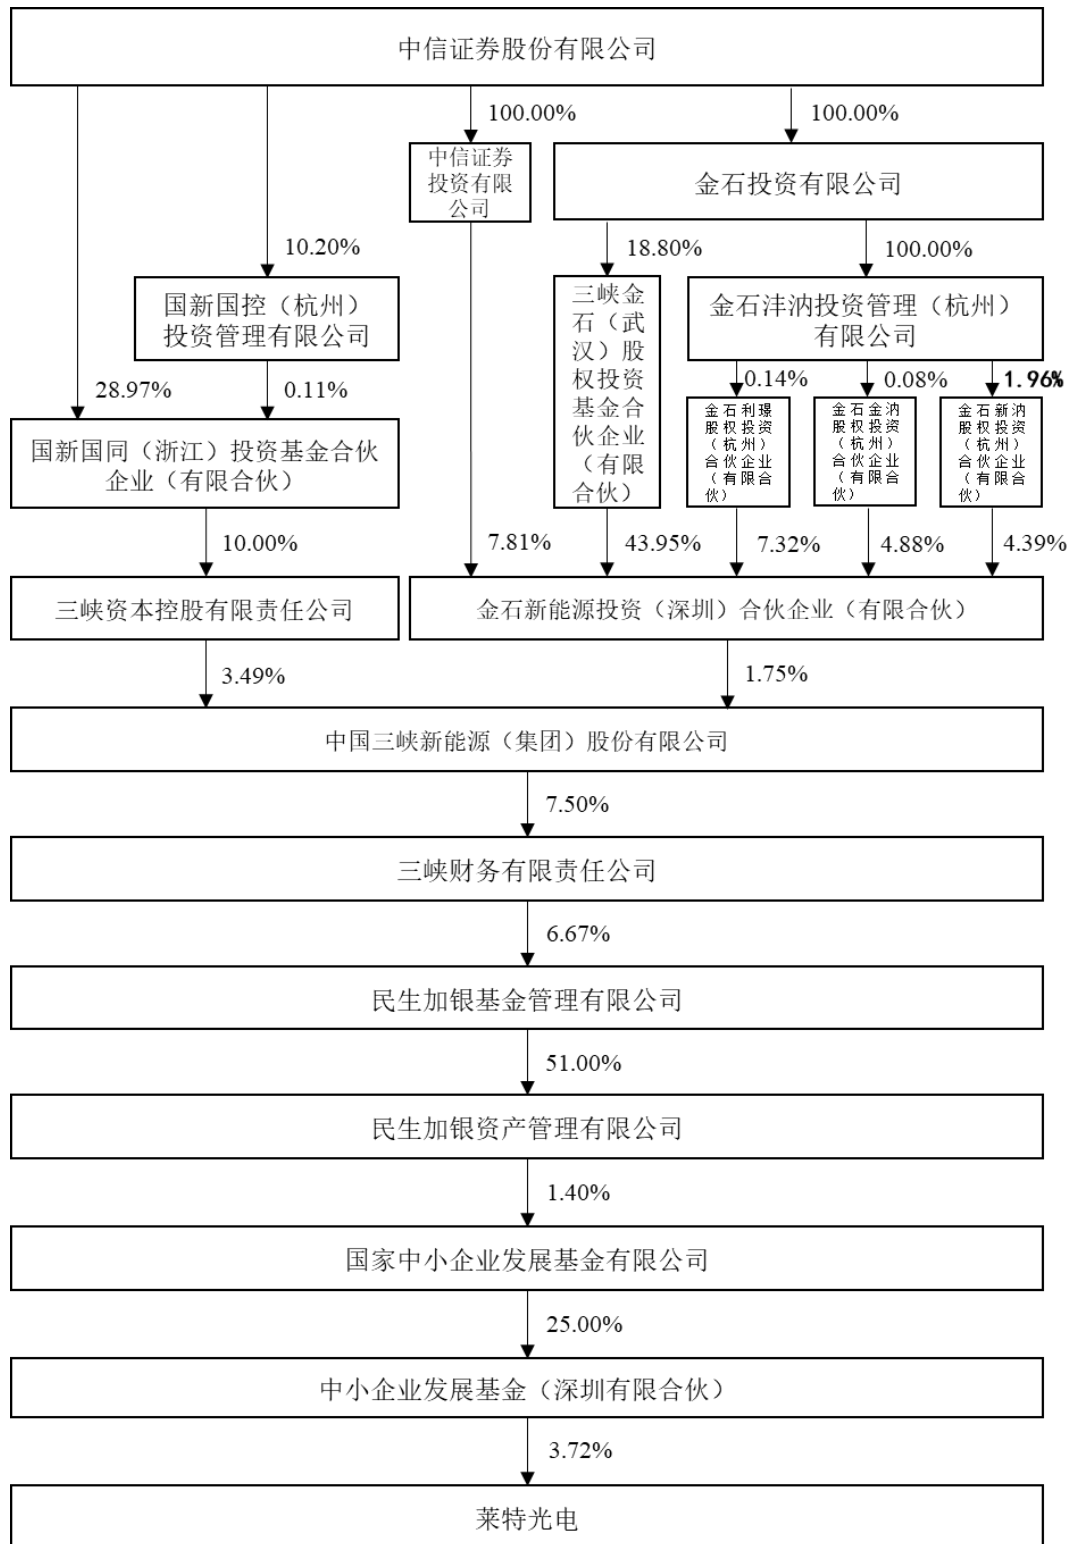 中信证券股份有限公司
100.00%
100.00%
中信证券
投资有限
公司
金石投资有限公司
10.20%
18.80%
100.00%
国新国控（杭州）
投资管理有限公司
三峡金
石（武
汉）股
权投资
基金合
伙企业
（有限
合伙）
金石沣汭投资管理（杭州）
有限公司
28.97%
0.11%
0.14%
0.08%
1.96%
国新国同（浙江）投资基金合伙
企业（有限合伙）
金石利璟
股权投资
（杭州）
合伙企业
（有限合
伙）
金石金汭
股权投资
（杭州）
合伙企业
（有限合
伙）
金石新汭
股权投资
（杭州）
合伙企业
（有限合
伙）
10.00%
7.81%
43.95%
7.32%
4.88%
4.39%
三峡资本控股有限责任公司
金石新能源投资（深圳）合伙企业（有限合伙）
3.49%
1.75%
中国三峡新能源（集团）股份有限公司
7.50%
三峡财务有限责任公司
6.67%
民生加银基金管理有限公司
51.00%
民生加银资产管理有限公司
1.40%
国家中小企业发展基金有限公司
25.00%
中小企业发展基金（深圳有限合伙）
3.72%
莱特光电